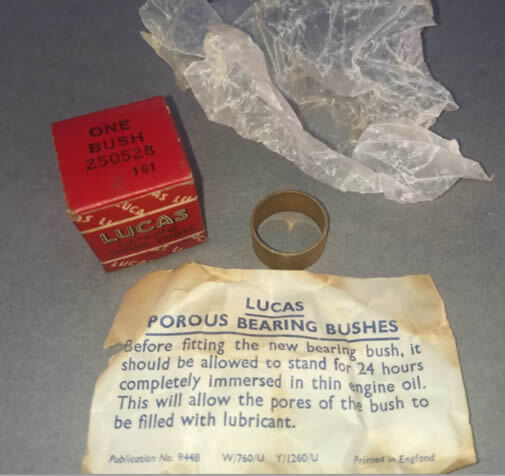 ONE
BUSH
250528
161
LUCAS
LUCAS
POROUS BEARING BUSHES
Before fitting the new bearing bush, it
should be allowed to stand for 24 hours
completely immersed in thin engine oil.
This will allow the pores of the bush to
be filled with lubricant.
Publication No. 944B W/760/U Y/1260/U Printed in England